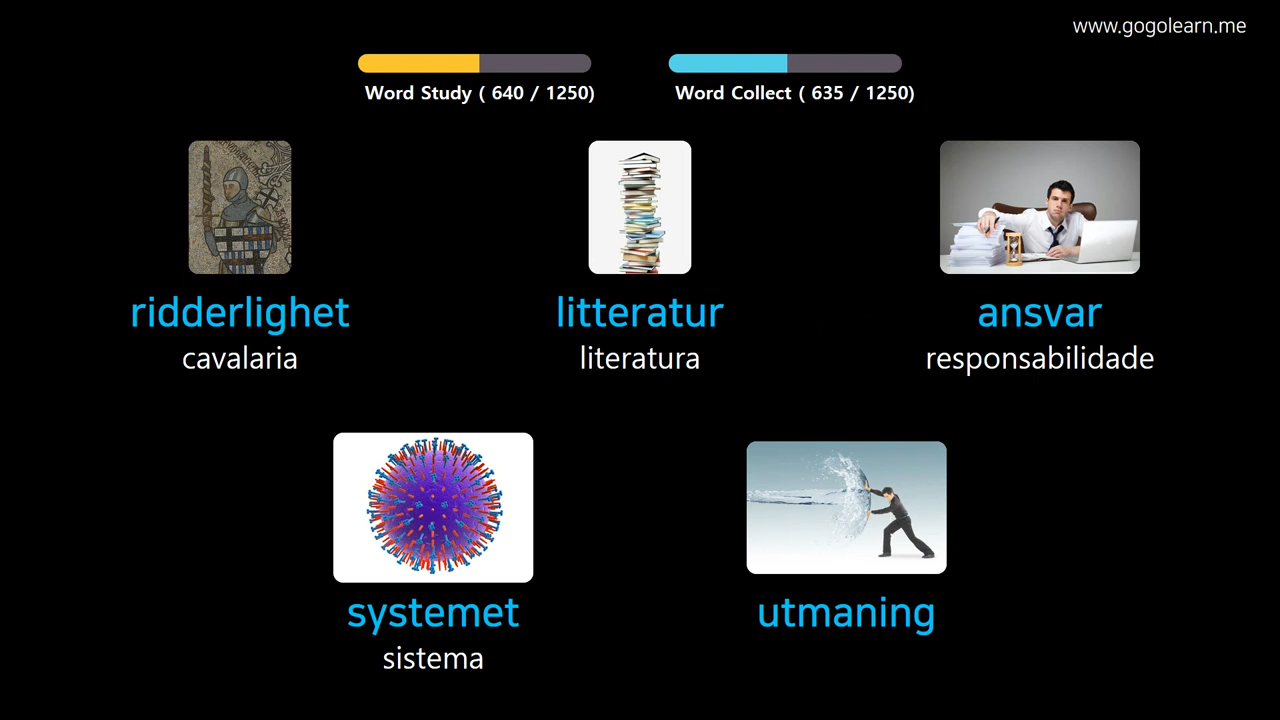 www.gogolearn.me
Word Study ( 640 / 1250)
Word Collect ( 635 / 1250)
ridderlighet
cavalaria
litteratur
literatura
ansvar
responsabilidade
systemet
sistema
utmaning